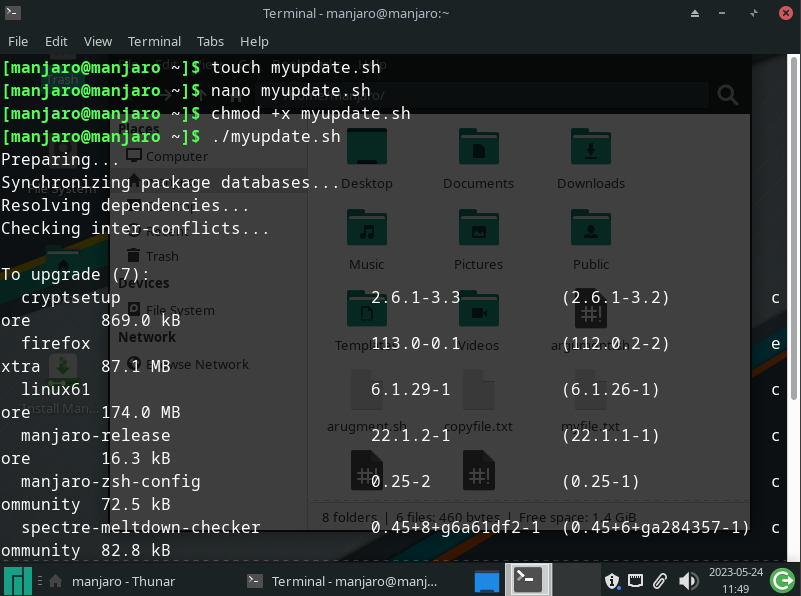 Terminal - manjaro@manjaro:~
File Edit View Terminal Tabs Help
[manjaro@manjaro ~]$ touch myupdate.sh
[manjaro@manjaro ~]$ nano myupdate.sh
[manjaro@manjaro ~]$ chmod +x myupdate.sh
[manjaro@manjaro ~]$ ./myupdate.sh
Preparing...
Synchronizing package databases...
Resolving dependencies...
Checking inter-conflicts...
To upgrade (7):
cryptsetup 2.6.1-3.3 (2.6.1-3.2) c
ore 869.0 kB
firefox 113.0-0.1 (112.0.2-2) e
xtra 87.1 MB
linux61 6.1.29-1 (6.1.26-1) c
ore 174.0 MB
manjaro-release 22.1.2-1 (22.1.1-1) c
ore 16.3 kB
manjaro-zsh-config 0.25-2 (0.25-1) c
ommunity 72.5 kB
spectre-meltdown-checker 0.45+8+g6a61df2-1 (0.45+6+ga284357-1) c
ommunity 82.8 kB
Trash
File System
Install Man...
Places
Computer
Trash
Devices
File System
Network
Browse Network
Desktop Documents Downloads
Music Pictures Public
Templates Videos
arugment.sh copyfile.txt myfile.txt
8 folders | 6 files: 460 bytes | Free space: 1.4 GiB
manjaro - Thunar
Terminal - manjaro@manj...
2023-05-24
11:49